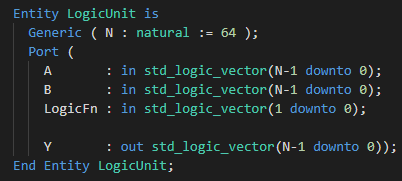 Entity LogicUnit is
  Generic ( N : natural := 64 );
  Port (
    A       : in std_logic_vector(N-1 downto 0);
    B       : in std_logic_vector(N-1 downto 0);
    LogicFn : in std_logic_vector(1 downto 0);

    Y       : out std_logic_vector(N-1 downto 0));
End Entity LogicUnit;